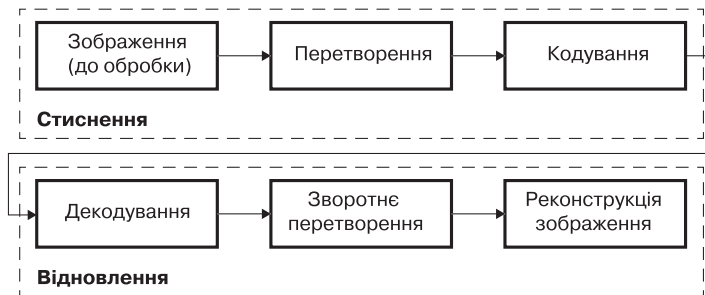 Зображення
(до обробки)
Перетворення
Кодування
Стиснення
Декодування
Зворотнє
перетворення
Реконструкція
зображення
Відновлення